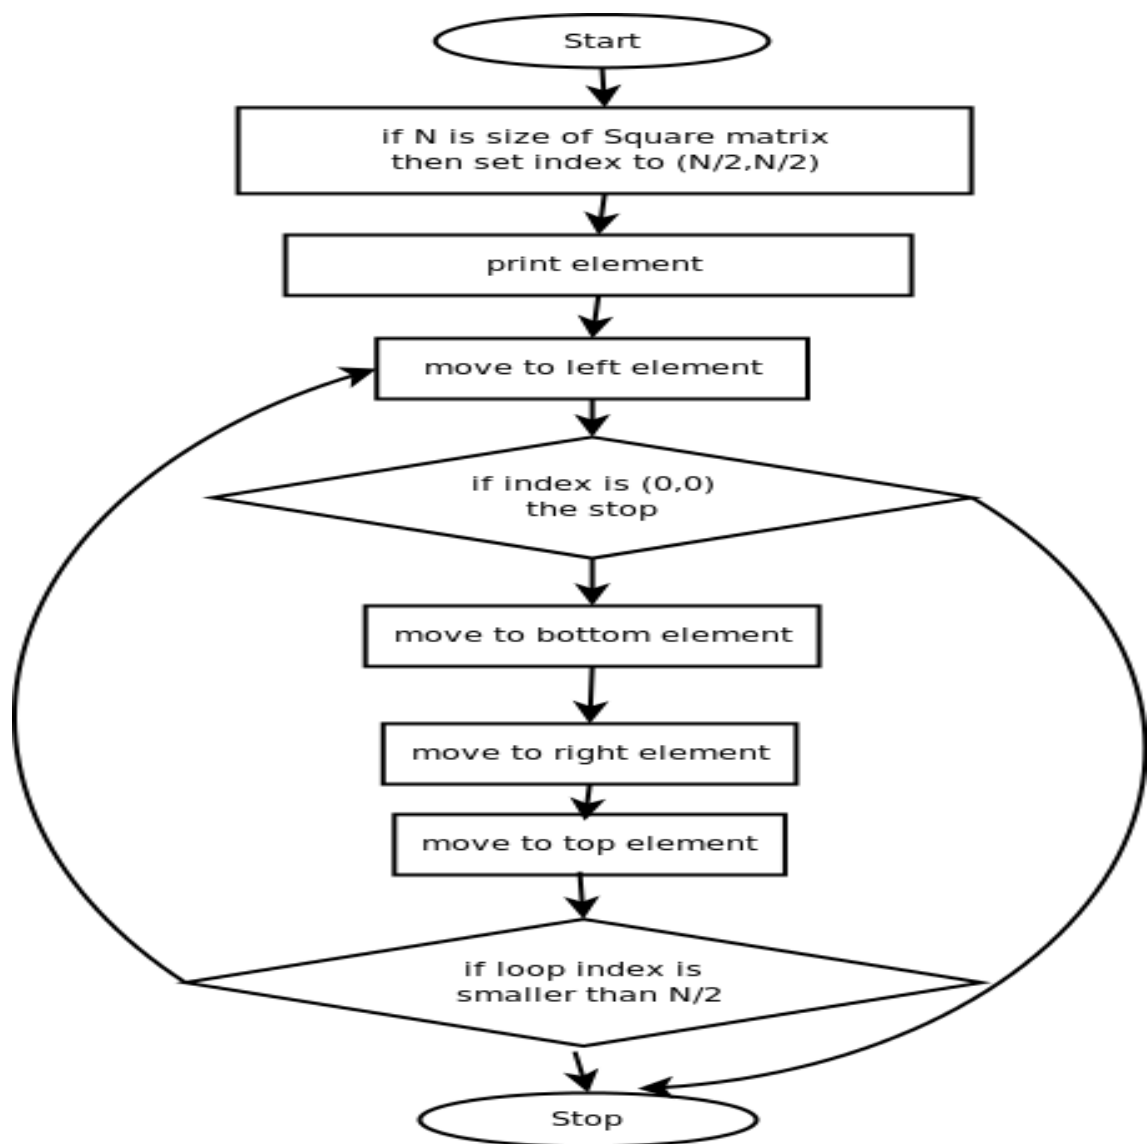 Start
if N is size of Square matrix
then set index to (N/2,N/2)
print element
move to left element
if index is (0,0)
the stop
move to bottom element
move to right element
move to top element
if loop index is
smaller than N/2
Stop